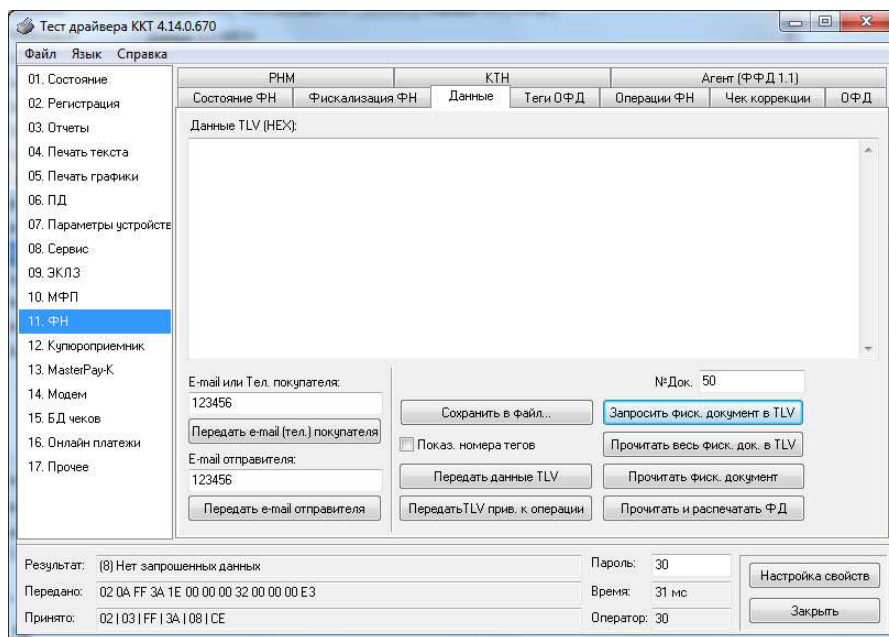 Тест драйвера ККТ 4.14.0.670
Файл Язык Справка
01. Состояние
02. Регистрация
03. Отчеты
04. Печать текста
05. Печать графики
06. ПД
07. Параметры устройств
08. Сервис
09. ЭКЛЗ
10. МФП
11. ФН
12. Купюроприемник
13. MasterPay-K
14. Модем
15. БД чеков
16. Онлайн платежи
17. Прочее
РНМ КТН Агент (ФФД 1.1)
Состояние ФН Фискализация ФН Данные Теги ОФД Операции ФН Чек коррекции ОФД
Данные TLV (HEX):
E-mail или Тел. покупателя:
123456
Передать e-mail (тел.) покупателя
E-mail отправителя:
123456
Передать e-mail отправителя
Сохранить в файл...
Показ. номера тегов
Передать данные TLV
ПередатьTLV прив. к операции
№Док. 50
Запросить фиск. документ в TLV
Прочитать весь фиск. док. в TLV
Прочитать фиск. документ
Прочитать и распечатать ФД
Результат: (8) Нет запрошенных данных
Передано: 02 0A FF 3A 1E 00 00 00 32 00 00 00 E3
Принято: 02 | 03 | FF | 3A | 08 | CE
Пароль: 30
Время: 31 мс
Оператор: 30
Настройка свойств
Закрыть